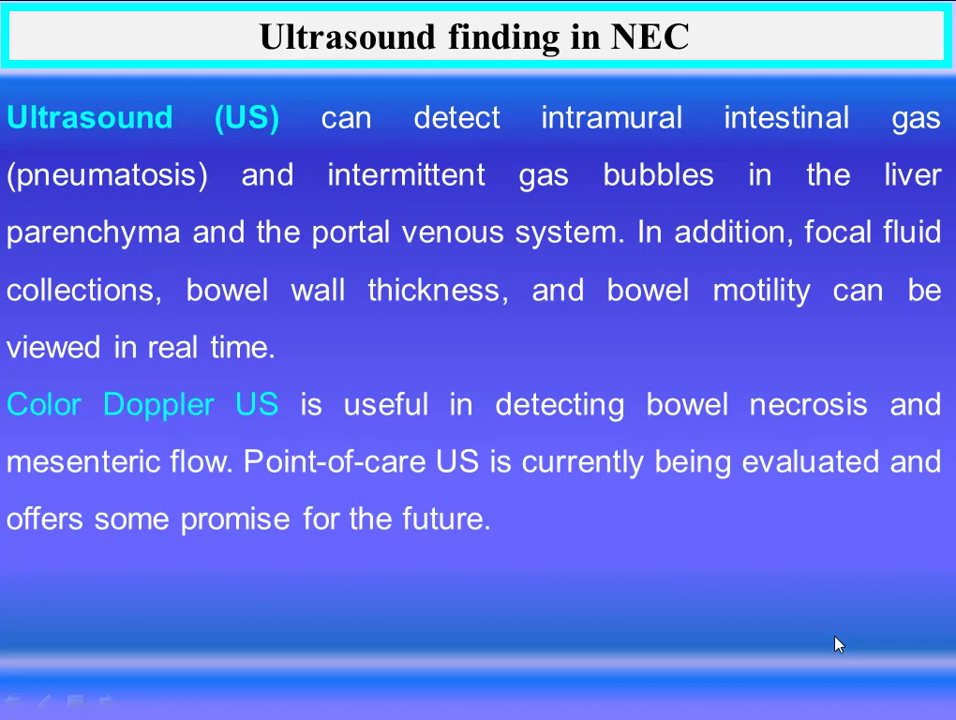 Ultrasound finding in NEC
Ultrasound (US) can detect intramural intestinal gas
(pneumatosis) and intermittent gas bubbles in the liver
parenchyma and the portal venous system. In addition, focal fluid
collections, bowel wall thickness, and bowel motility can be
viewed in real time.
Color Doppler US is useful in detecting bowel necrosis and
mesenteric flow. Point-of-care US is currently being evaluated and
offers some promise for the future.